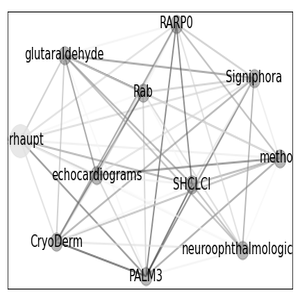 RARP0
glutaraldehyde
Signiphora
Rab
rhaupt
metho
echocardiograms
SHCLCI
CryoDerm
neuroophthalmologic
PALM3